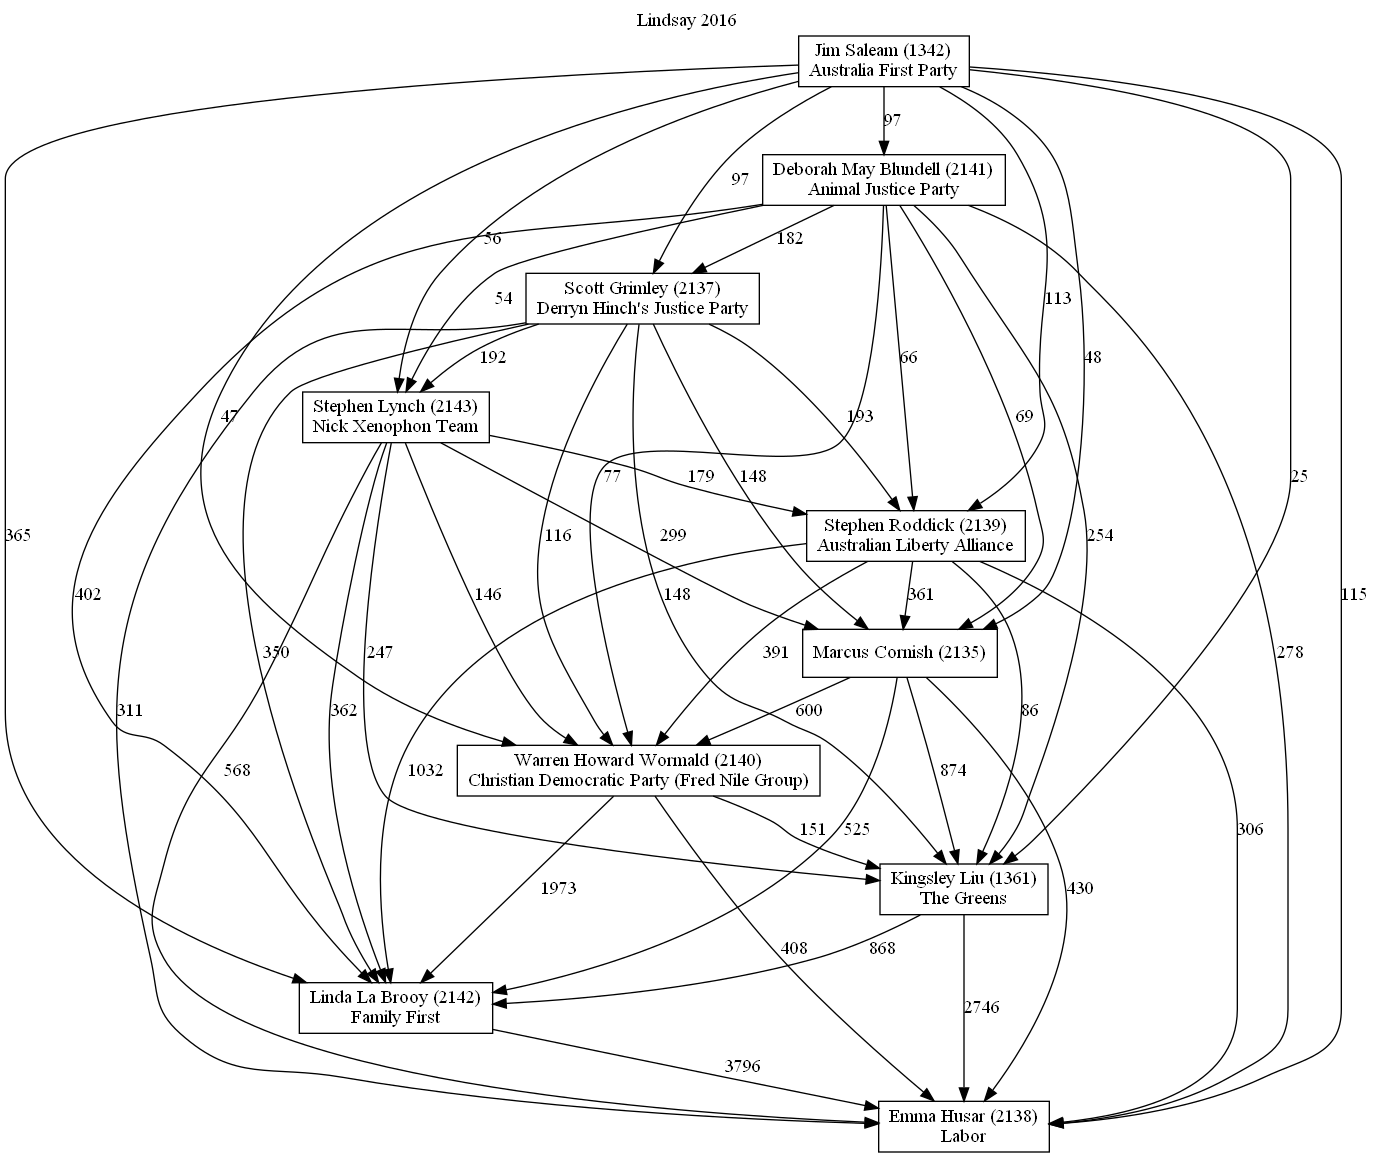 Lindsay 2016
Jim Saleam (1342)
Australia First Party
97
Deborah May Blundell (2141)
Animal Justice Party
97
56
182
54
113
Scott Grimley (2137)
Derryn Hinch's Justice Party
192
66
48
Stephen Lynch (2143)
Nick Xenophon Team
47
193
69
179
77
148
25
Stephen Roddick (2139)
Australian Liberty Alliance
365
116
299
254
402
146
148
361
115
Marcus Cornish (2135)
350
247
391
278
311
362
600
86
Warren Howard Wormald (2140)
Christian Democratic Party (Fred Nile Group)
568
1032
874
151
525
306
Kingsley Liu (1361)
The Greens
1973
430
408
868
Linda La Brooy (2142)
Family First
2746
3796
Emma Husar (2138)
Labor